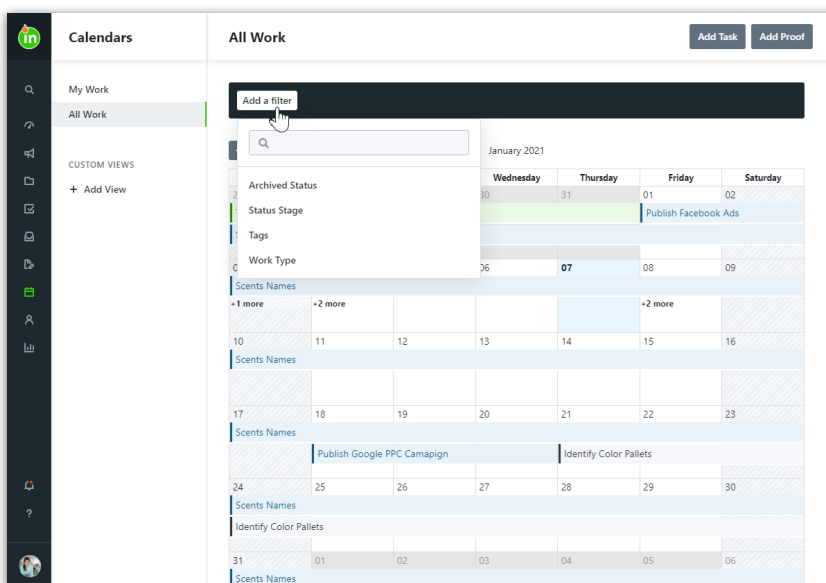 in
Calendars
All Work
Add Task
Add Proof
My Work
All Work
CUSTOM VIEWS
+ Add View
?
Add a filter
Archived Status
Status Stage
Tags
Work Type
January 2021
Wednesday Thursday Friday Saturday
30 31 01 02
Publish Facebook Ads
06 07 08 09
Scents Names
+1 more +2 more +2 more
10 11 12 13 14 15 16
Scents Names
17 18 19 20 21 22 23
Scents Names
Publish Google PPC Camapign Identify Color Pallets
24 25 26 27 28 29 30
Scents Names
Identify Color Pallets
31 01 02 03 04 05 06
Scents Names